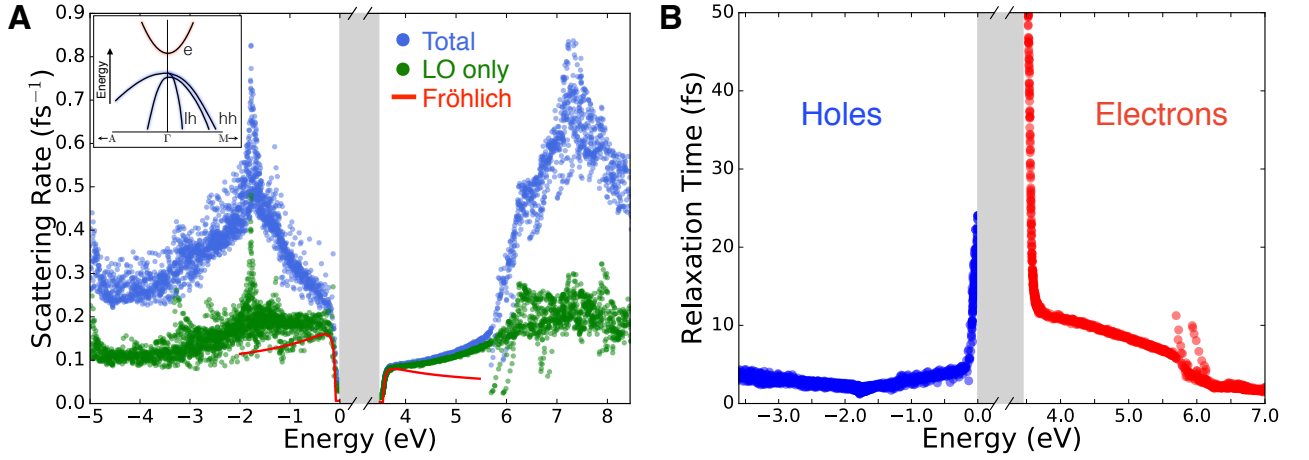 A
0.9
0.8
0.7
0.6
0.5
0.4
0.3
0.2
0.1
0.0
Scattering Rate (fs⁻¹)
Energy
e
lh
hh
←A
Γ
M→
Total
LO only
Fröhlich
−5
−4
−3
−2
−1
0
4
5
6
7
8
Energy (eV)
B
50
40
30
20
10
0
Relaxation Time (fs)
Holes
Electrons
−3.0
−2.0
−1.0
0.0
4.0
5.0
6.0
7.0
Energy (eV)